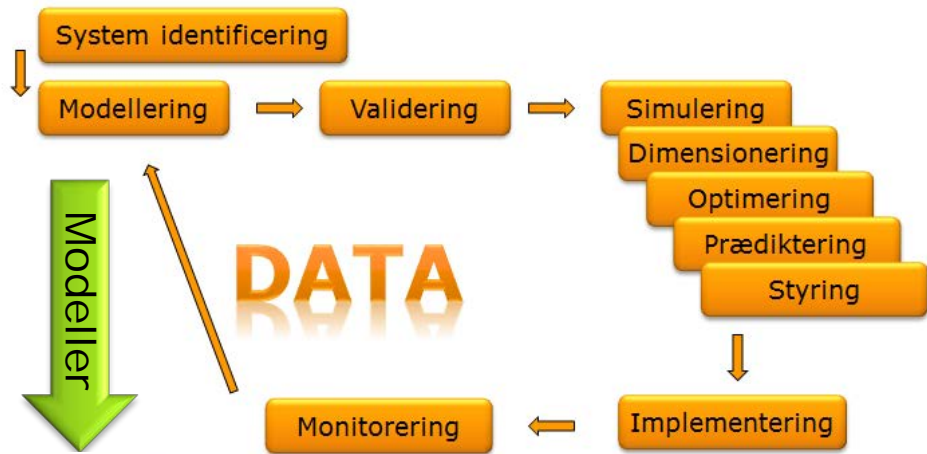 System identificering
Modellering
Validering
Simulering
Dimensionering
Optimering
Prædiktering
Styring
Modeller
DATA
Monitorering
Implementering